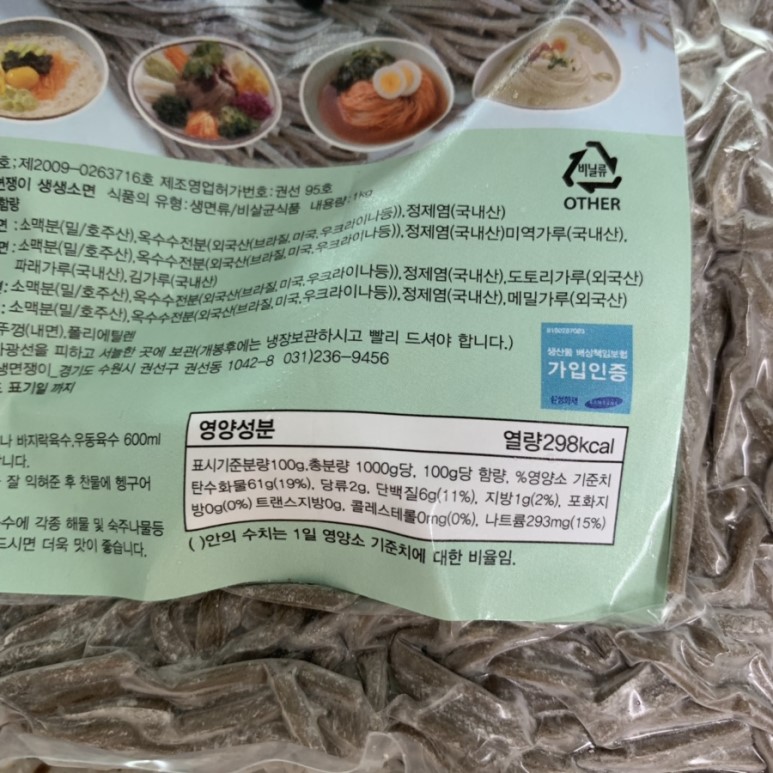 호:제2009-0263716호 제조영업허가번호:권선 95호
면쟁이 생생소면 식품의 유형:생면류/비살균식품 내용량:1kg
함량
면:소맥분(밀/호주산),옥수수전분(외국산(브라질,미국,우크라이나등)),정제염(국내산)
면:소맥분(밀/호주산),옥수수전분(외국산(브라질,미국,우크라이나등)),정제염(국내산)미역가루(국내산),
파래가루(국내산),김가루(국내산)
:소맥분(밀/호주산),옥수수전분(외국산(브라질,미국,우크라이나등)),정제염(국내산),도토리가루(외국산)
:소맥분(밀/호주산),옥수수전분(외국산(브라질,미국,우크라이나등)),정제염(국내산),메밀가루(외국산)
뚜껑(내면),폴리에틸렌
사광선을 피하고 서늘한 곳에 보관(개봉후에는 냉장보관하시고 빨리 드셔야 합니다.)
생면쟁이_경기도 수원시 권선구 권선동 1042-8 031)236-9456
표기일 까지
비닐류
OTHER
생산물 배상책임보험
가입인증
삼성화재
SAMSUNG
나 바지락육수,우동육수 600ml
니다.
잘 익혀준 후 찬물에 헹구어
수에 각종 해물 및 숙주나물등
드시면 더욱 맛이 좋습니다.
영양성분
열량298kcal
표시기준분량100g,총분량 1000g당, 100g당 함량, %영양소 기준치
탄수화물61g(19%), 당류2g, 단백질6g(11%), 지방1g(2%), 포화지
방0g(0%) 트랜스지방0g, 콜레스테롤0mg(0%), 나트륨293mg(15%)
( )안의 수치는 1일 영양소 기준치에 대한 비율임.